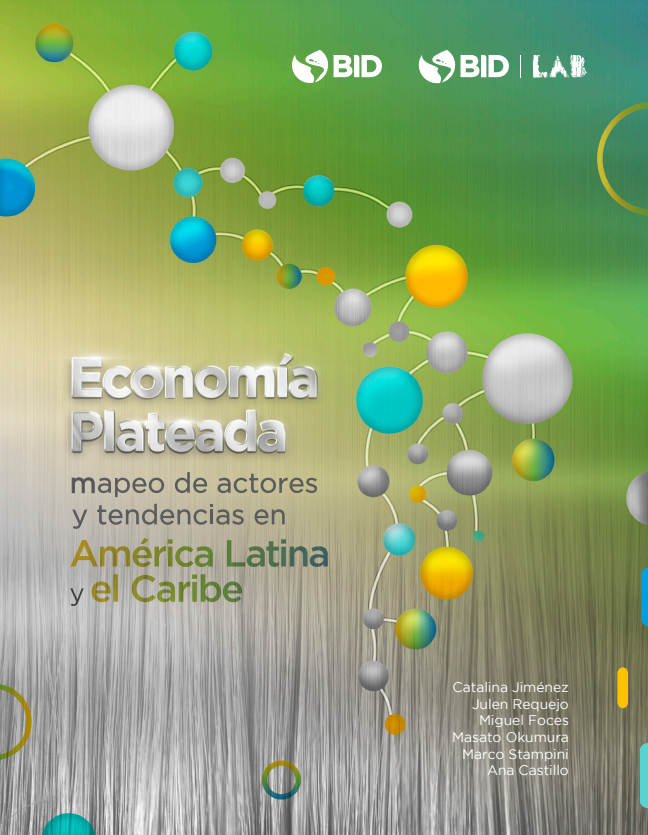 BID
BID | LAB
Economía
Plateada
mapeo de actores
y tendencias en
América Latina
y el Caribe
Catalina Jiménez
Julen Requejo
Miguel Foces
Masato Okumura
Marco Stampini
Ana Castillo